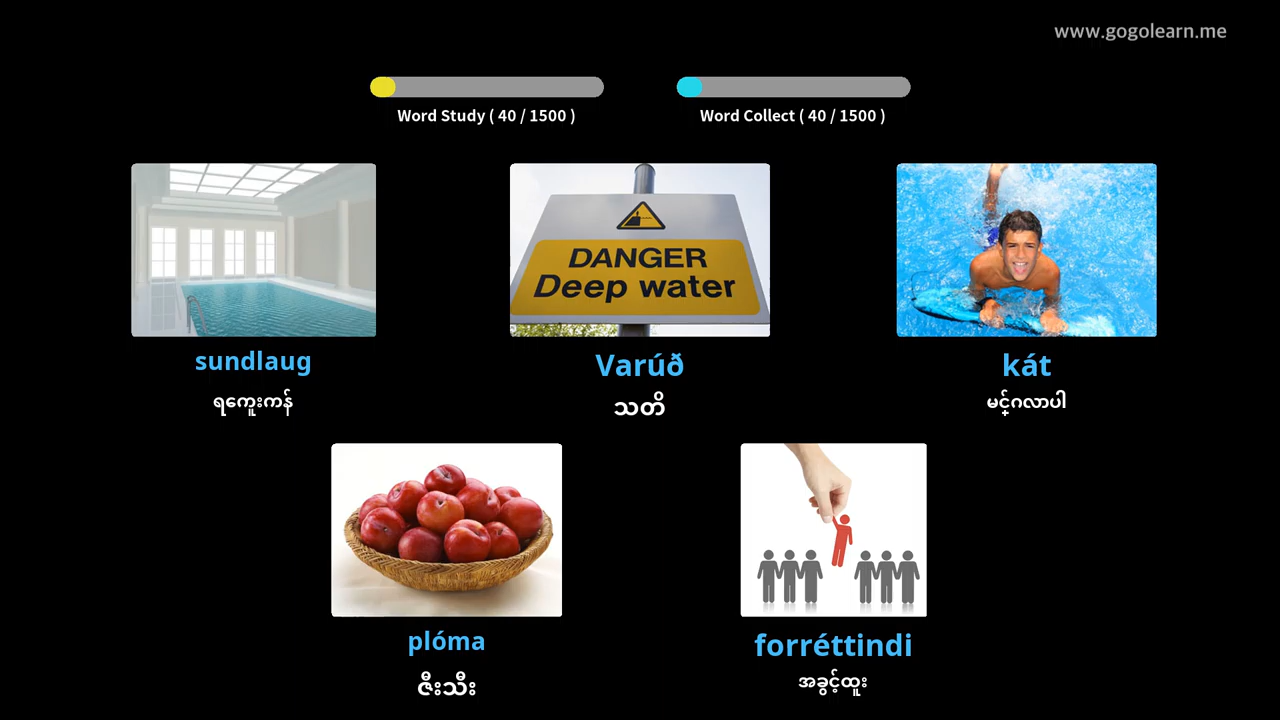 www.gogolearn.me
Word Study ( 40 / 1500 )
Word Collect ( 40 / 1500 )
DANGER
Deep water
sundlaug
Varúð
kát
ရေကူးကန်
သတိ
မင်္ဂလာပါ
plóma
forréttindi
ဇီးသီး
အခွင့်ထူး